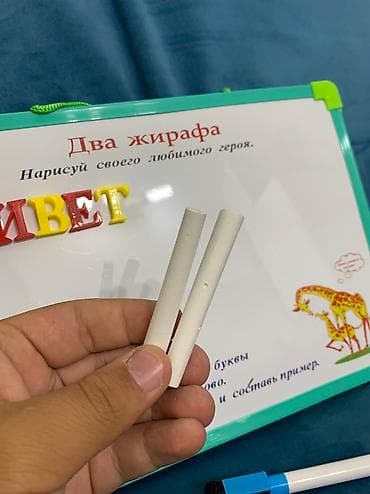 Два жирафа
Нарисуй своего любимого героя.
ИВЕТ
буквы
и составь пример.